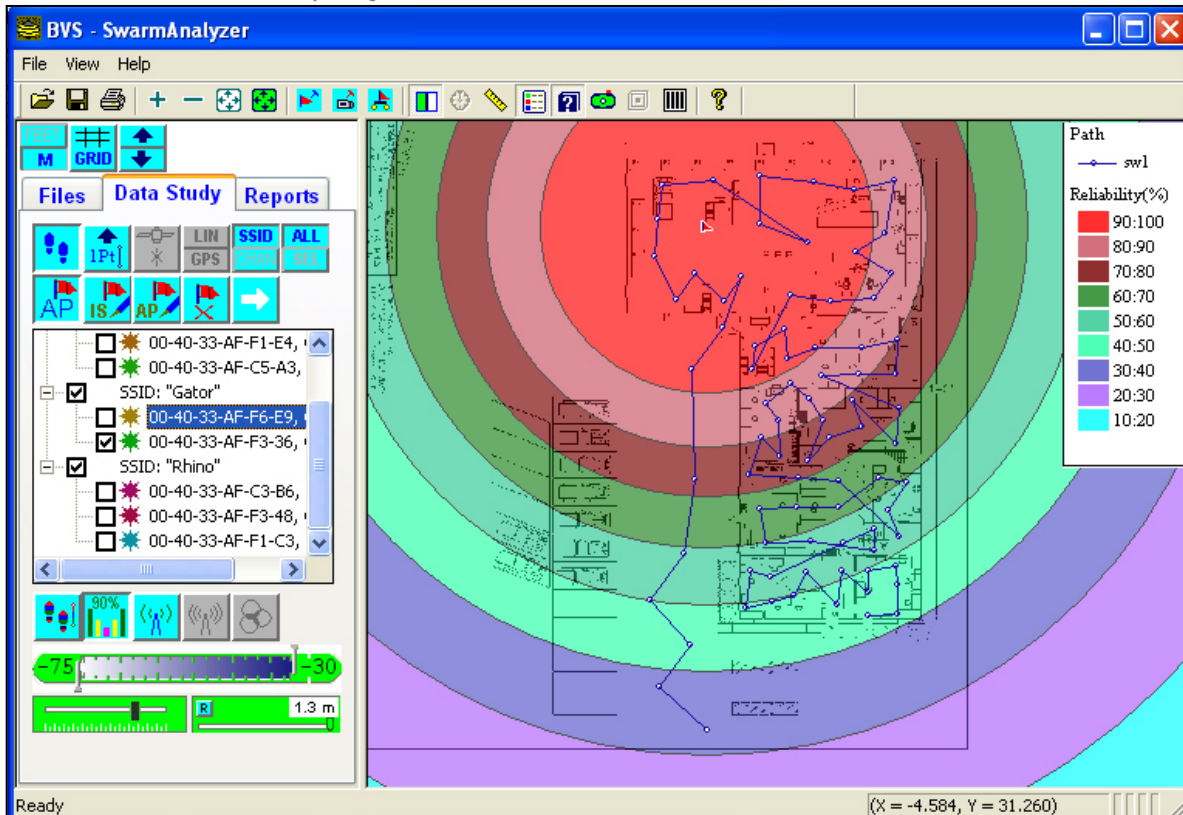 BVS - SwarmAnalyzer
File View Help
FEET
M GRID
Files Data Study Reports
1Pt LIN GPS SSID CHAN ALL SEL
AP IS AP
00-40-33-AF-F1-E4,
00-40-33-AF-C5-A3,
SSID: "Gator"
00-40-33-AF-F6-E9,
00-40-33-AF-F3-36,
SSID: "Rhino"
00-40-33-AF-C3-B6,
00-40-33-AF-F3-48,
00-40-33-AF-F1-C3,
90%
-75 -30
R 1.3 m
Path
sw1
Reliability(%)
90:100
80:90
70:80
60:70
50:60
40:50
30:40
20:30
10:20
Ready (X = -4.584, Y = 31.260)